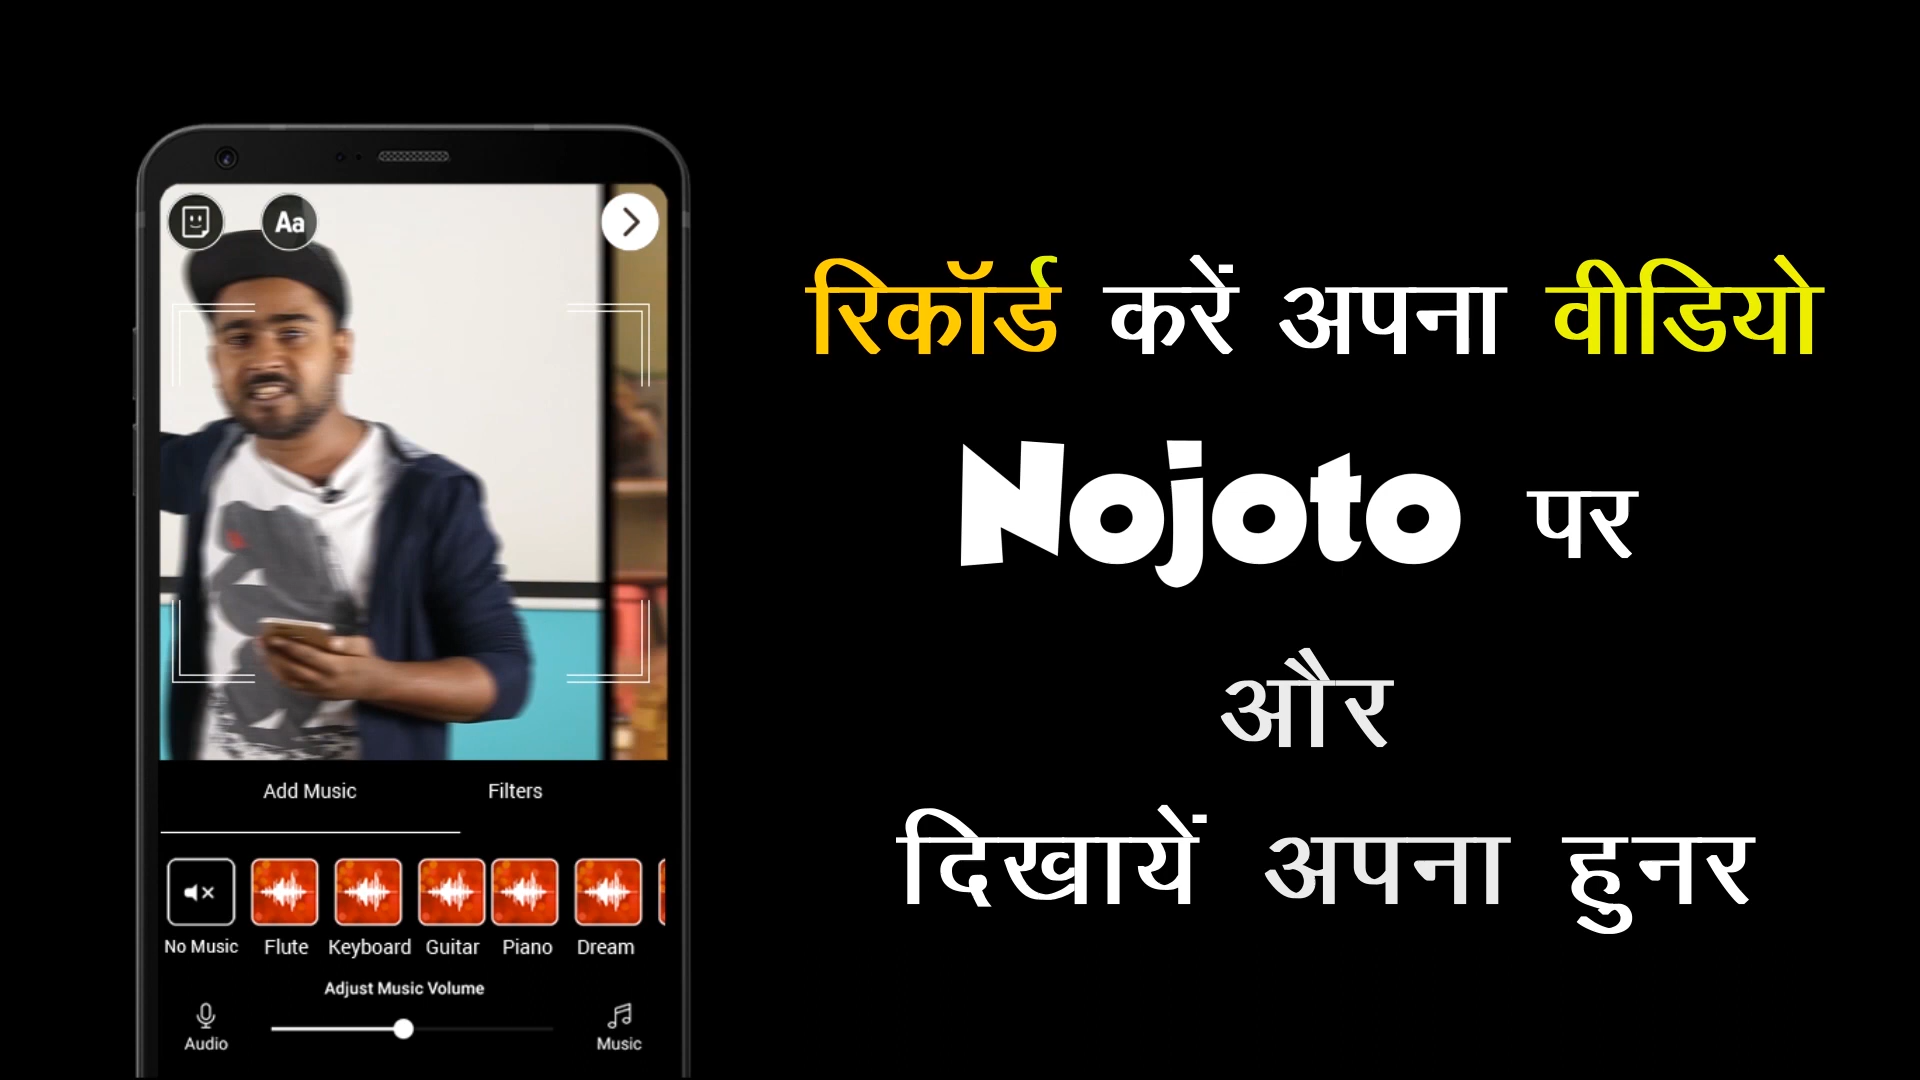 Aa
रिकॉर्ड करें अपना वीडियो
Nojoto पर
और
दिखायें अपना हुनर
Add Music Filters
No Music Flute Keyboard Guitar Piano Dream
Adjust Music Volume
Audio Music